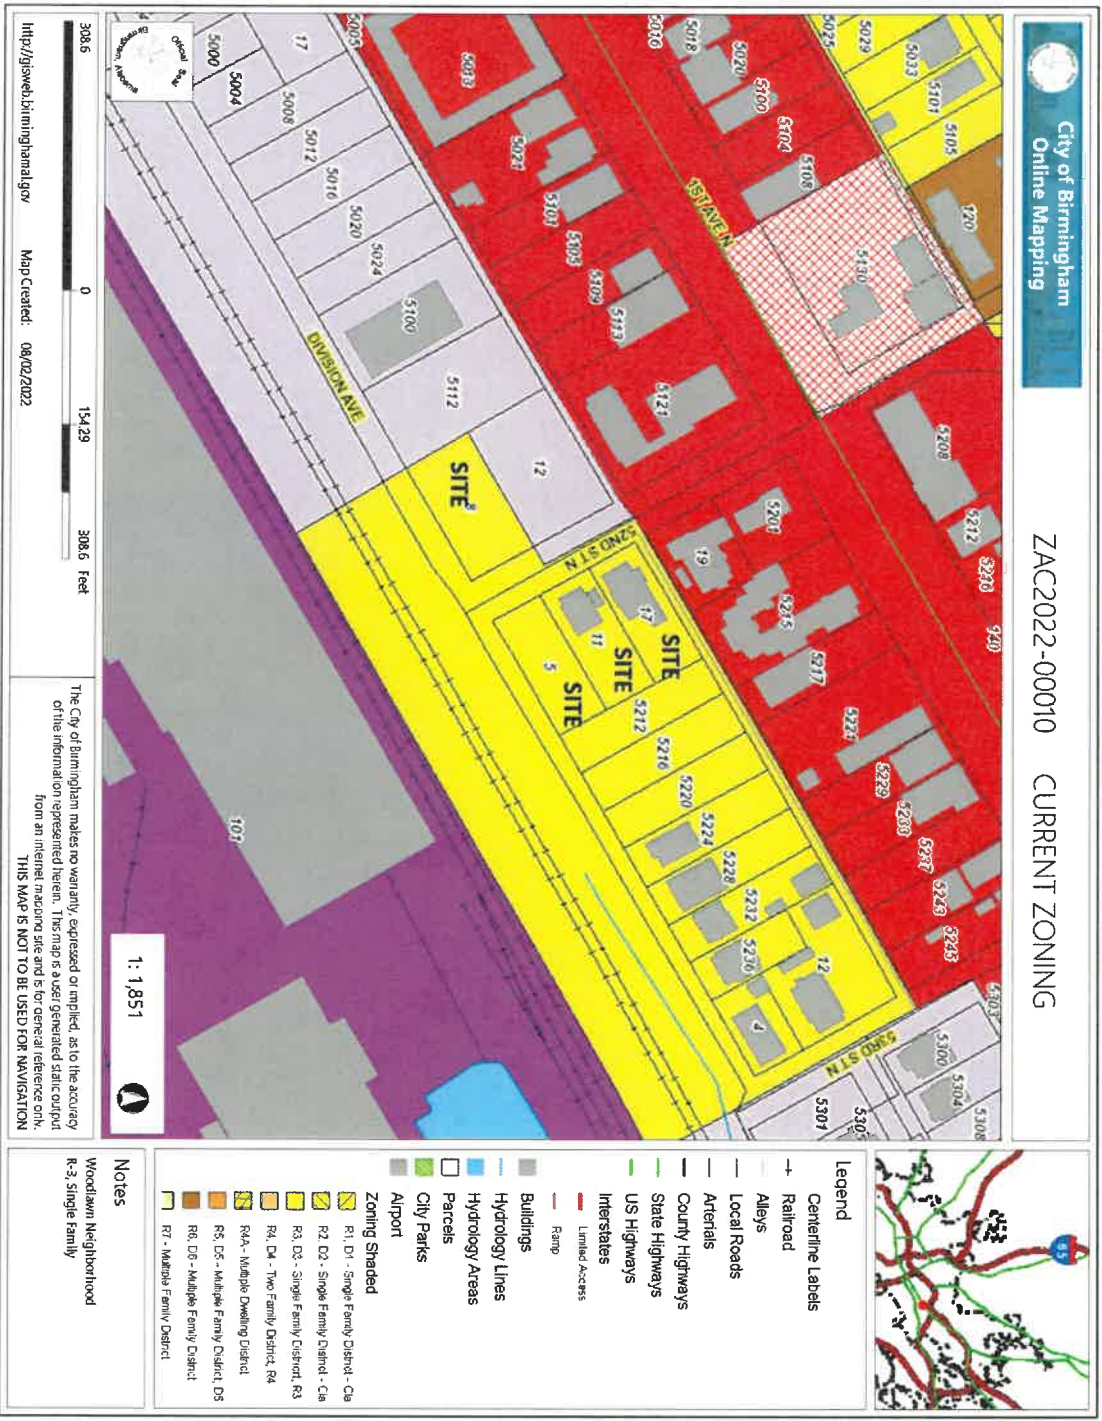 City of Birmingham
Online Mapping
ZAC2022-00010 CURRENT ZONING
5025
5029
5033
5101
5105
120
5016
5018
5020
5100
5104
5108
5130
5208
5212
5216
140
1ST AVE N
5005
5013
5021
5101
5105
5109
5113
5121
5201
19
5215
5217
5221
5229
5233
5237
5243
5245
5303
17
5000
5004
5008
5012
5016
5020
5024
5100
5112
12
DIVISION AVE
SITE
8
52ND ST N
17
SITE
11
SITE
5
SITE
5212
5216
5220
5224
5228
5232
5236
12
4
53RD ST N
5300
5304
5308
5301
101
Official Seal
Birmingham, Alabama
1: 1,851
308.6 0 154.29 308.6 Feet
http://gisweb.birminghamal.gov Map Created: 08/02/2022
The City of Birmingham makes no warranty, expressed or implied, as to the accuracy
of the information represented herein. This map is a user generated static output
from an internet mapping site and is for general reference only.
THIS MAP IS NOT TO BE USED FOR NAVIGATION
65
Legend
Centerline Labels
Railroad
Alleys
Local Roads
Arterials
County Highways
State Highways
US Highways
Interstates
Limited Access
Ramp
Buildings
Hydrology Lines
Hydrology Areas
Parcels
City Parks
Airport
Zoning Shaded
R1, D1 - Single Family District - Cla
R2, D2 - Single Family District - Cla
R3, D3 - Single Family District, R3
R4, D4 - Two Family District, R4
R4A - Multiple Dwelling District
R5, D5 - Multiple Family District, D5
R6, D6 - Multiple Family District
R7 - Multiple Family District
Notes
Woodlawn Neighborhood
R-3, Single Family